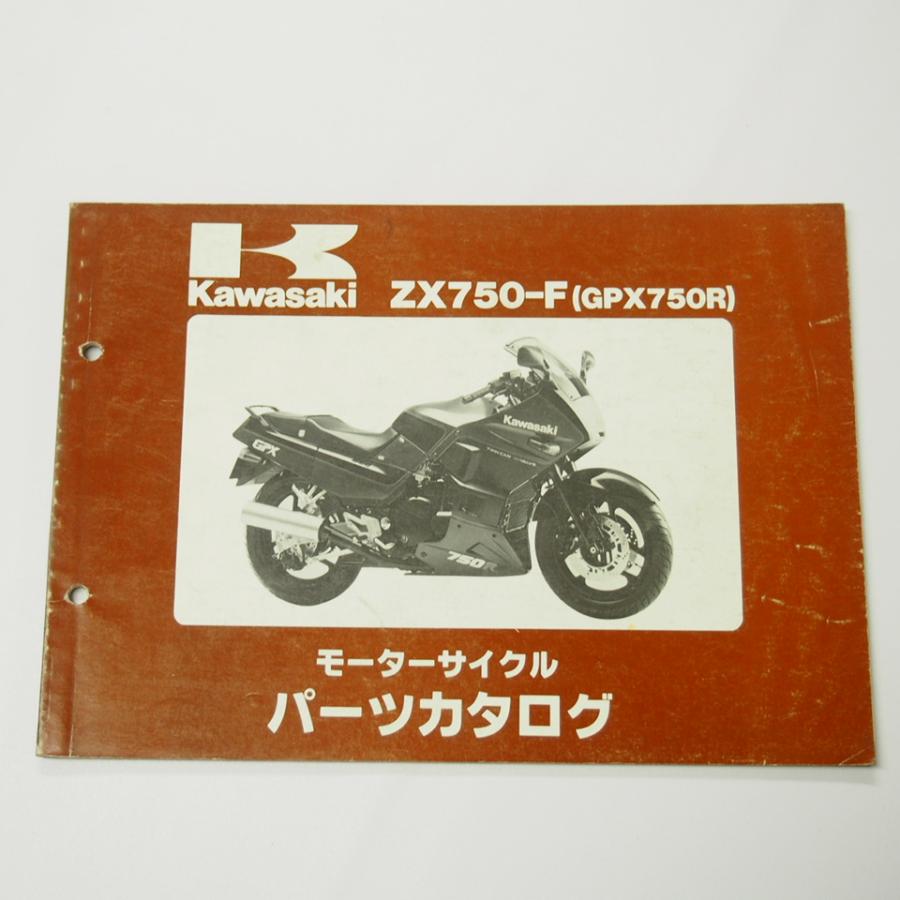 Kawasaki ZX750-F (GPX750R)
Kawasaki
GPX
750R
モーターサイクル
パーツカタログ